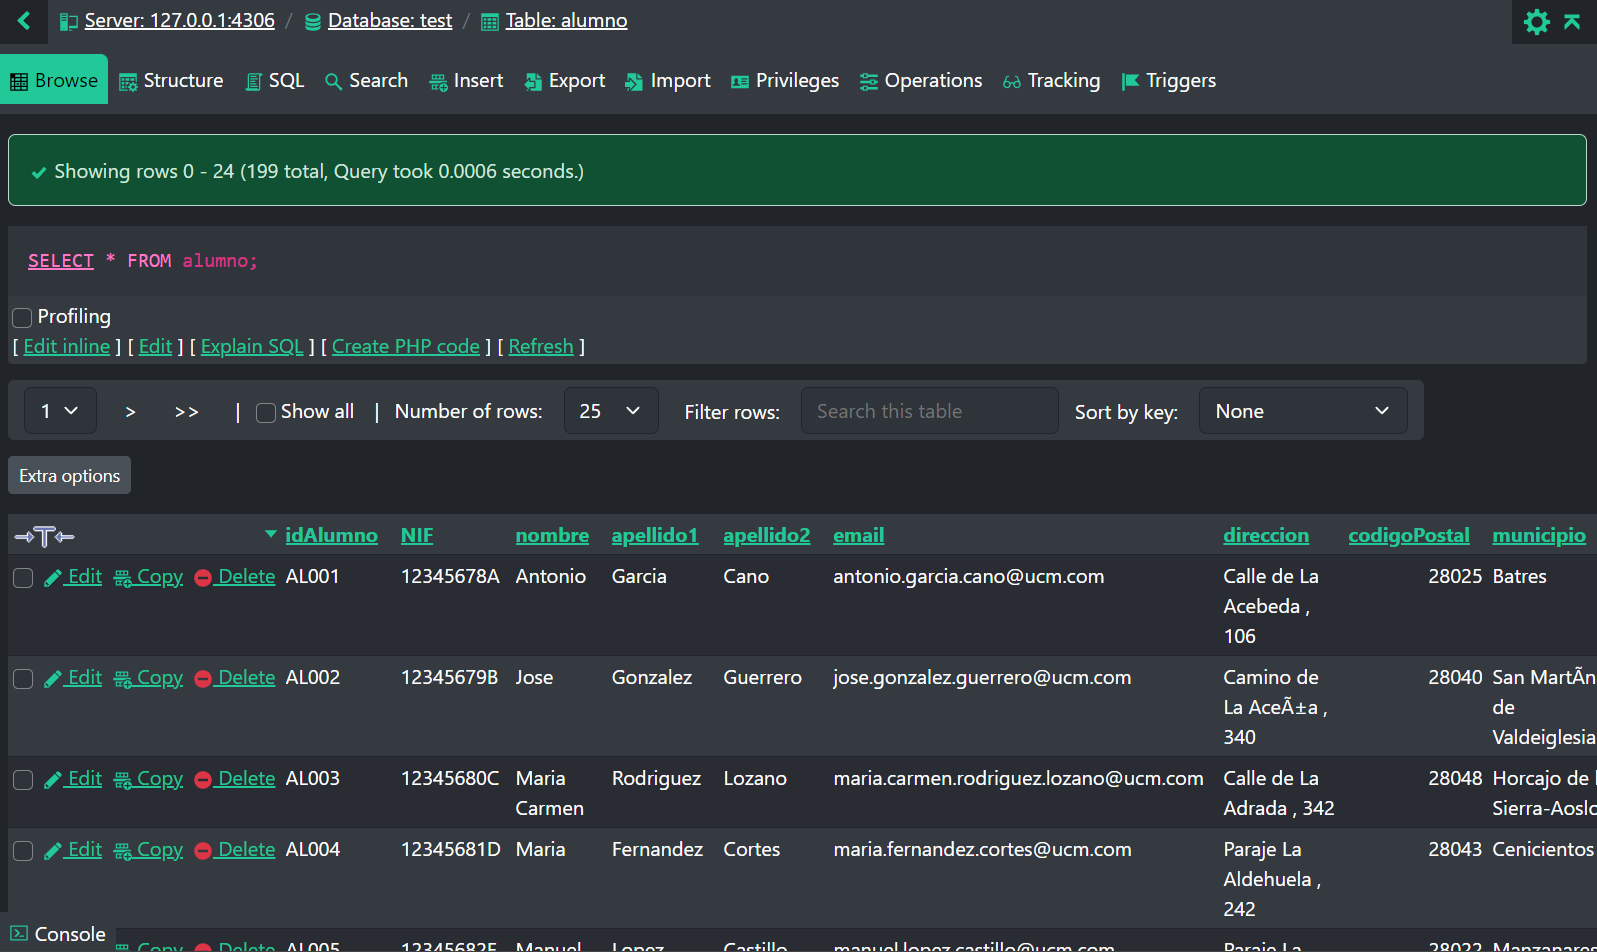 Server: 127.0.0.1:4306 / Database: test / Table: alumno
Browse Structure SQL Search Insert Export Import Privileges Operations Tracking Triggers
Showing rows 0 - 24 (199 total, Query took 0.0006 seconds.)
SELECT * FROM alumno;
Profiling
[ Edit inline ] [ Edit ] [ Explain SQL ] [ Create PHP code ] [ Refresh ]
1 > >> | Show all | Number of rows: 25 Filter rows: Search this table Sort by key: None
Extra options
←T→ idAlumno NIF nombre apellido1 apellido2 email direccion codigoPostal municipio
Edit Copy Delete AL001 12345678A Antonio Garcia Cano antonio.garcia.cano@ucm.com Calle de La 28025 Batres
Acebeda ,
106
Edit Copy Delete AL002 12345679B Jose Gonzalez Guerrero jose.gonzalez.guerrero@ucm.com Camino de 28040 San MartÃn
La AceÃ±a , de
340 Valdeiglesia
Edit Copy Delete AL003 12345680C Maria Rodriguez Lozano maria.carmen.rodriguez.lozano@ucm.com Calle de La 28048 Horcajo de
Carmen Adrada , 342 Sierra-Aoslo
Edit Copy Delete AL004 12345681D Maria Fernandez Cortes maria.fernandez.cortes@ucm.com Paraje La 28043 Cenicientos
Aldehuela ,
242
Console
Copy Delete AL005 12345682E Manuel Lopez Castillo manuel.lopez.castillo@ucm.com Paraje La 28022 Manzanares